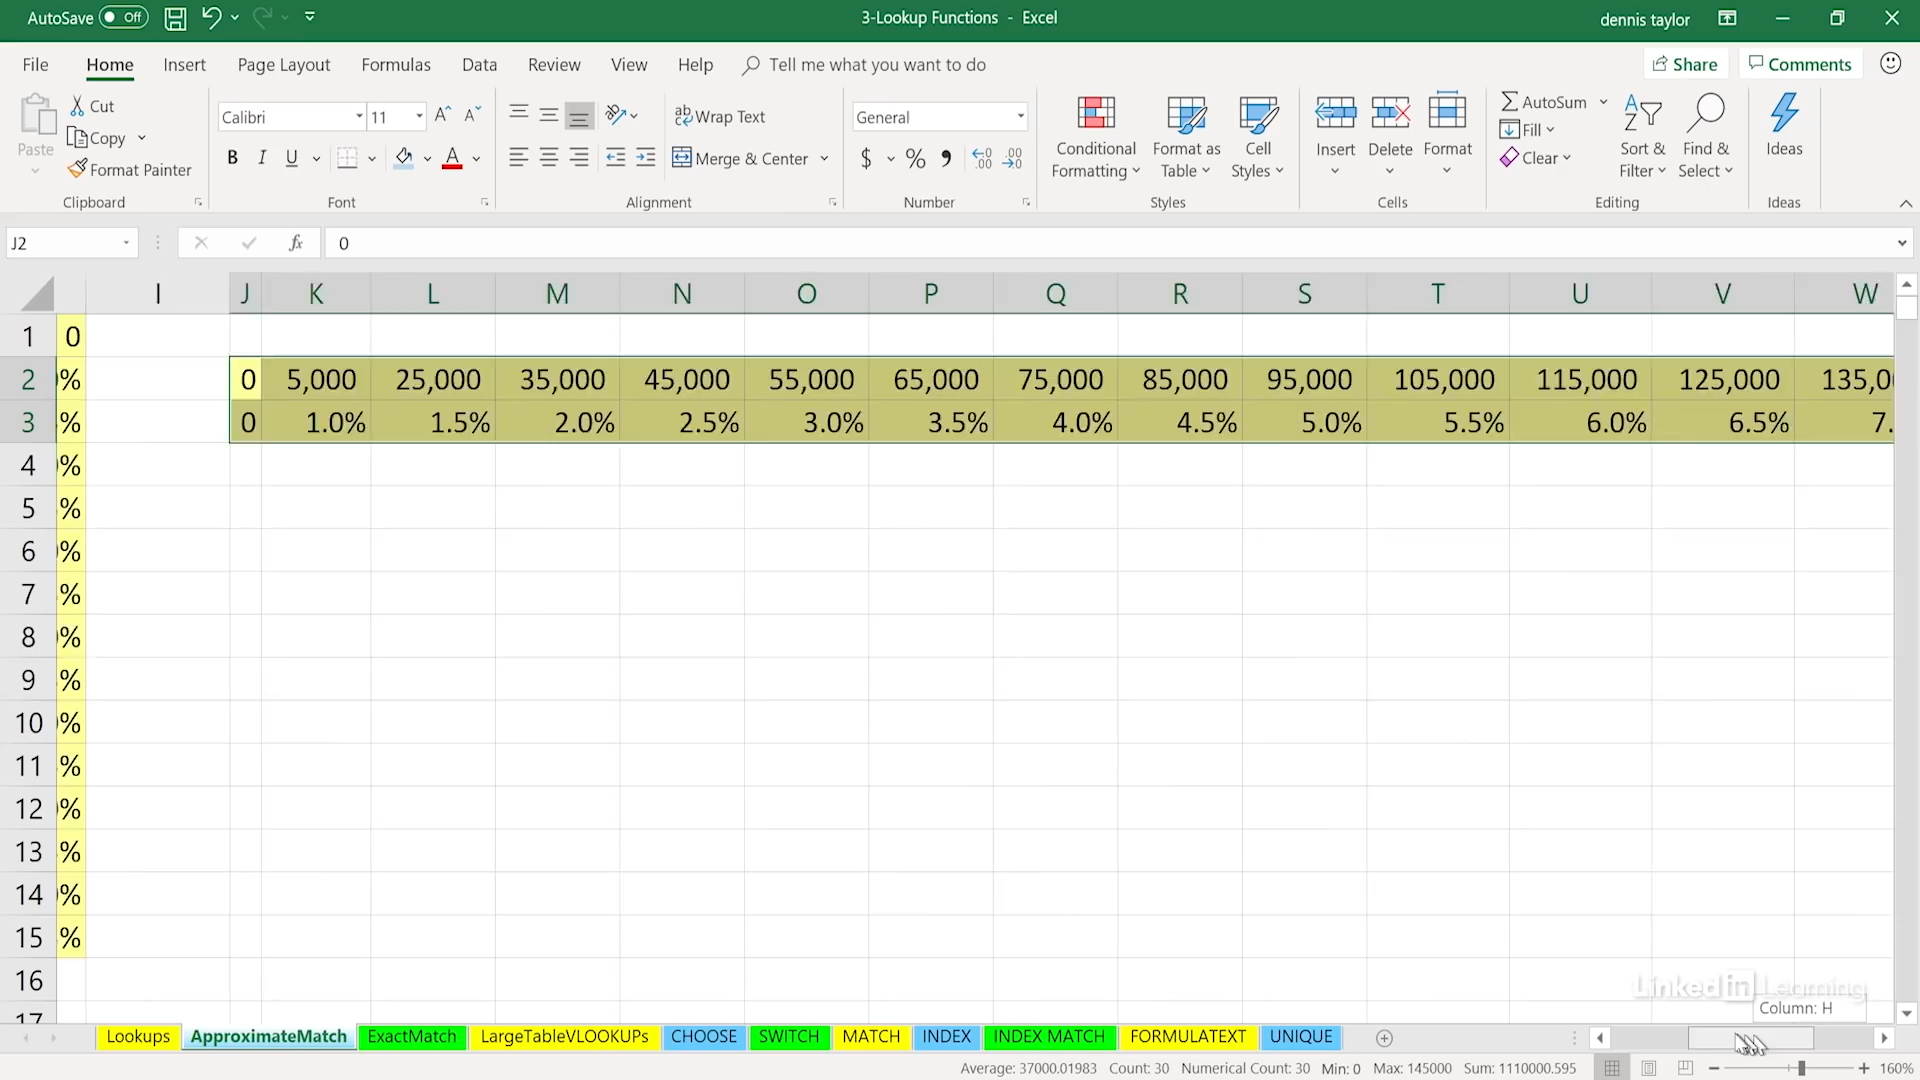 AutoSave Off
3-Lookup Functions - Excel
dennis taylor
File Home Insert Page Layout Formulas Data Review View Help Tell me what you want to do
Share Comments
Paste
Cut
Copy
Format Painter
Clipboard
Calibri 11
B I U A
Font
Wrap Text
Merge & Center
Alignment
General
$ % , .00 .00
Number
Conditional Formatting
Format as Table
Cell Styles
Styles
Insert Delete Format
Cells
AutoSum
Fill
Clear
Sort & Filter
Find & Select
Editing
Ideas
Ideas
J2 fx 0
I J K L M N O P Q R S T U V W
1 0
2 % 0 5,000 25,000 35,000 45,000 55,000 65,000 75,000 85,000 95,000 105,000 115,000 125,000 135,0
3 % 0 1.0% 1.5% 2.0% 2.5% 3.0% 3.5% 4.0% 4.5% 5.0% 5.5% 6.0% 6.5% 7.
4 %
5 %
6 %
7 %
8 %
9 %
10 %
11 %
12 %
13 %
14 %
15 %
16
17
LinkedIn Learning
Column: H
Lookups ApproximateMatch ExactMatch LargeTableVLOOKUPs CHOOSE SWITCH MATCH INDEX INDEX MATCH FORMULATEXT UNIQUE
Average: 37000.01983 Count: 30 Numerical Count: 30 Min: 0 Max: 145000 Sum: 1110000.595 160%